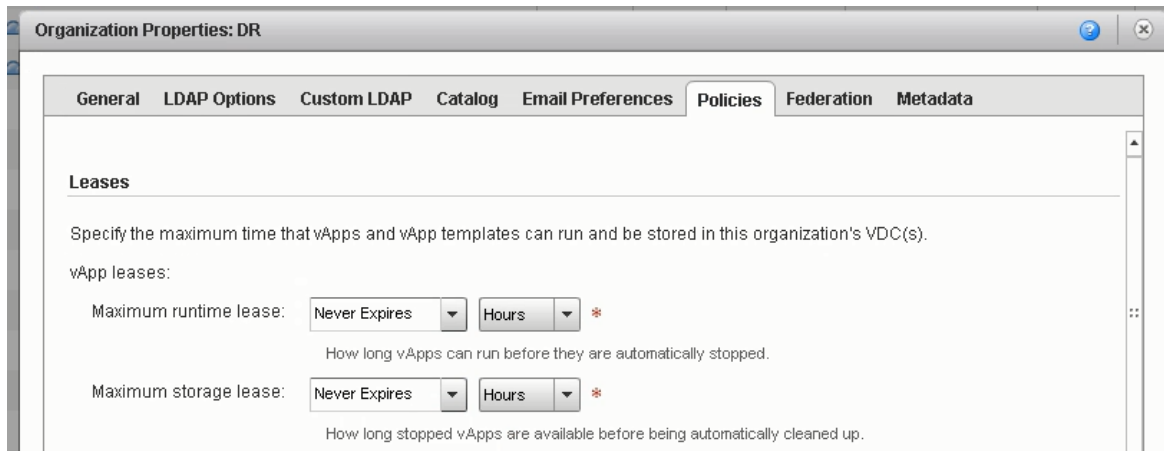 Organization Properties: DR
General LDAP Options Custom LDAP Catalog Email Preferences Policies Federation Metadata
Leases
Specify the maximum time that vApps and vApp templates can run and be stored in this organization's VDC(s).
vApp leases:
Maximum runtime lease: Never Expires Hours *
How long vApps can run before they are automatically stopped.
Maximum storage lease: Never Expires Hours *
How long stopped vApps are available before being automatically cleaned up.